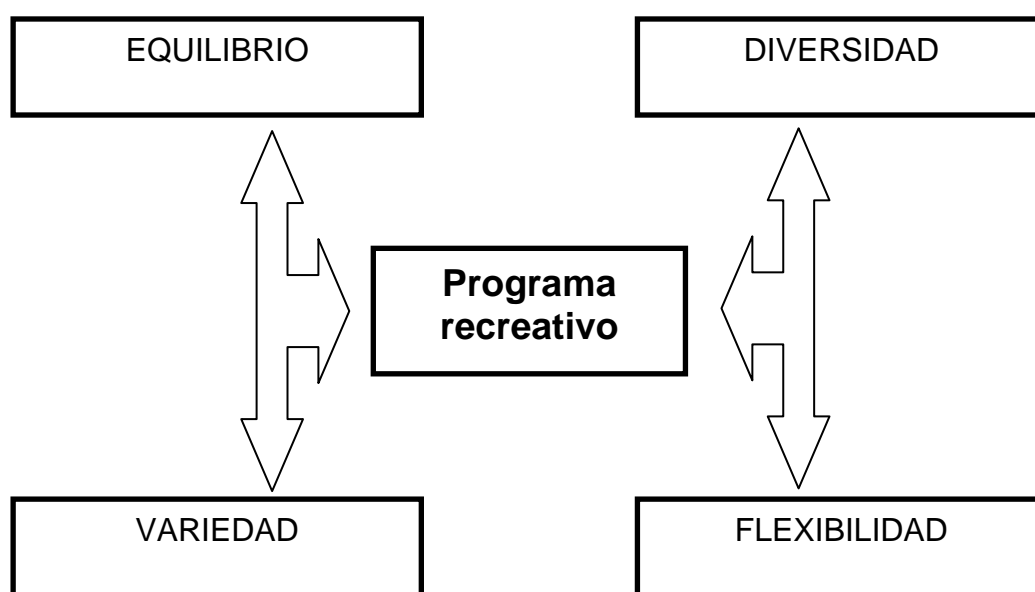 EQUILIBRIO
DIVERSIDAD
Programa
recreativo
VARIEDAD
FLEXIBILIDAD